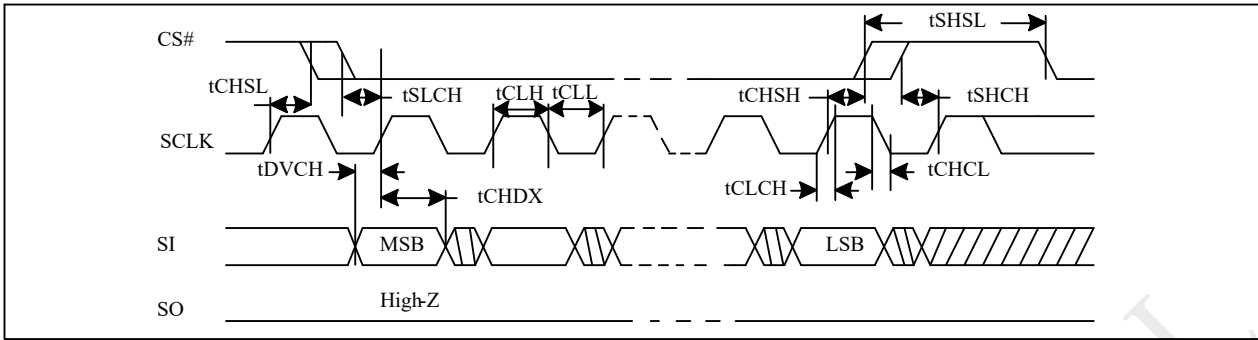 tSHSL
CS#
tCHSL
tSLCH
tCLH
tCLL
tCHSH
tSHCH
SCLK
tDVCH
tCHDX
tCLCH
tCHCL
SI
MSB
LSB
SO
High-Z